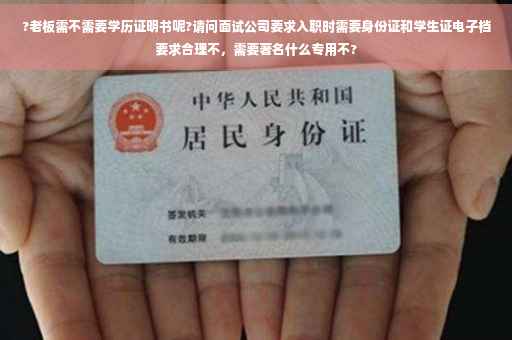 ?老板需不需要学历证明书呢?请问面试公司要求入职时需要身份证和学生证电子档
要求合理不，需要署名什么专用不?
中华人民共和国
居民身份证
签发机关
有效期限